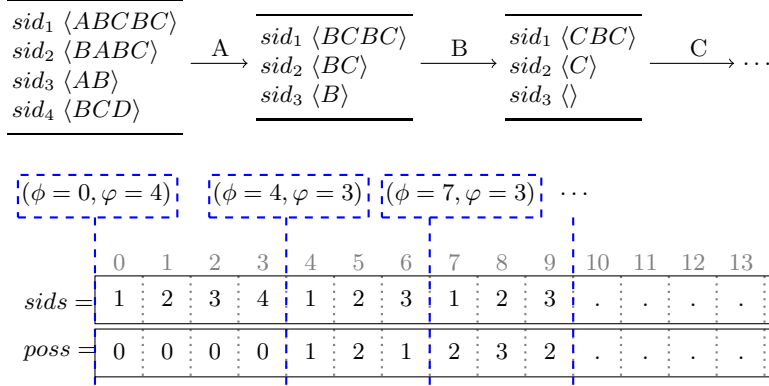 sid₁ ⟨ABCBC⟩
sid₂ ⟨BABC⟩
sid₃ ⟨AB⟩
sid₄ ⟨BCD⟩
A
sid₁ ⟨BCBC⟩
sid₂ ⟨BC⟩
sid₃ ⟨B⟩
B
sid₁ ⟨CBC⟩
sid₂ ⟨C⟩
sid₃ ⟨⟩
C
⋯
(ϕ = 0, φ = 4) (ϕ = 4, φ = 3) (ϕ = 7, φ = 3) ⋯
0 1 2 3 4 5 6 7 8 9 10 11 12 13
sids = 1 2 3 4 1 2 3 1 2 3 . . . .
poss = 0 0 0 0 1 2 1 2 3 2 . . . .